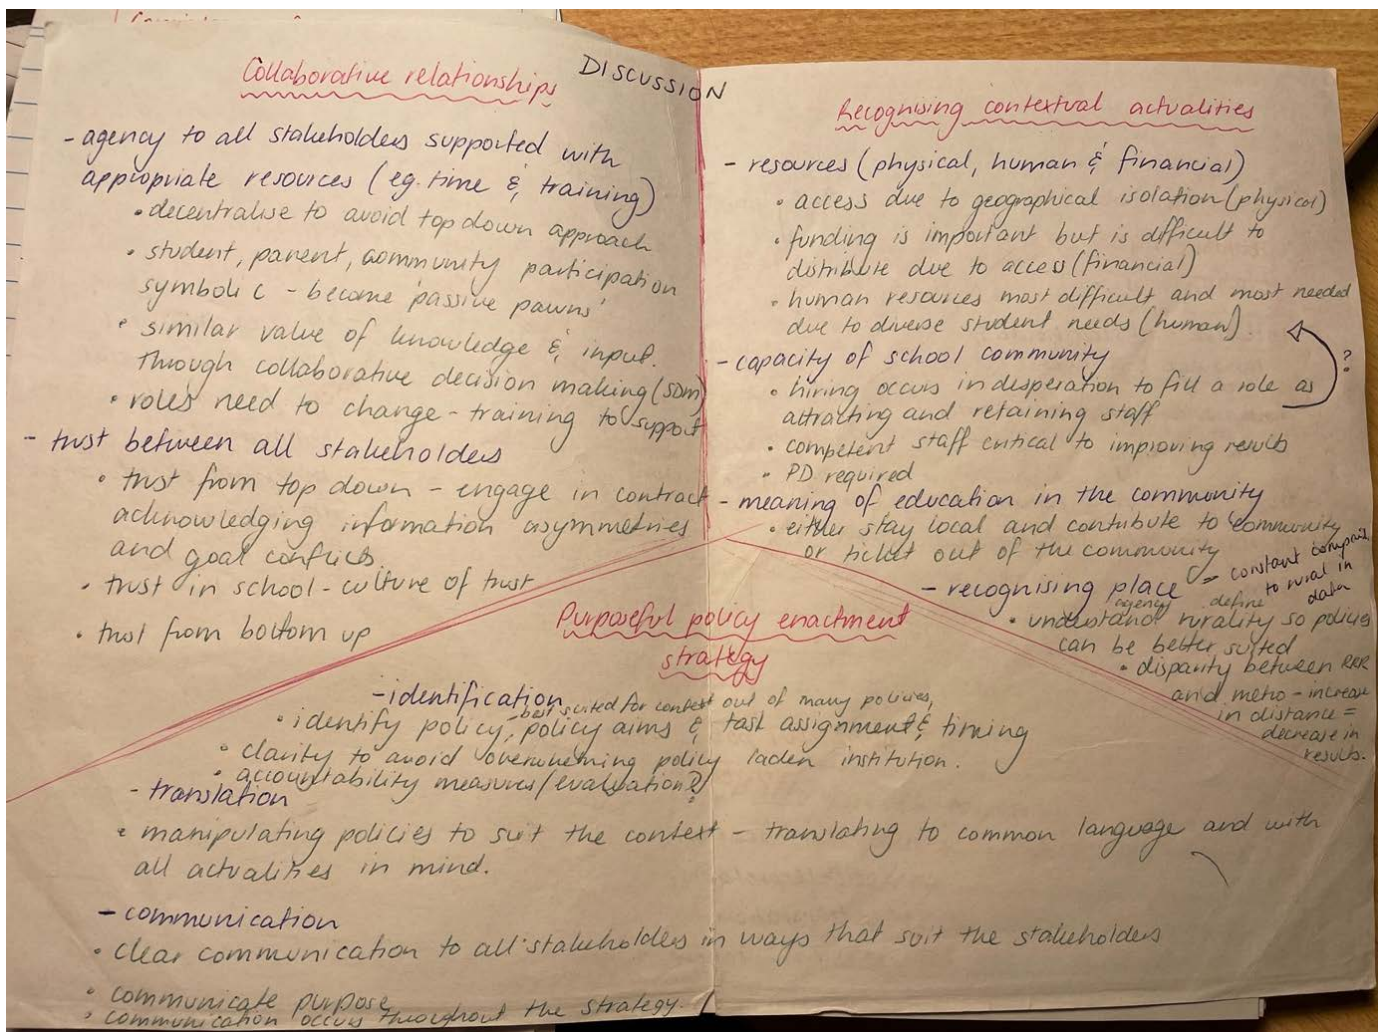 DISCUSSION
Collaborative relationships
- agency to all stakeholders supported with
appropriate resources (eg. time & training)
• decentralise to avoid top down approach
• student, parent, community participation
symbolic - become 'passive pawns'
• similar value of knowledge & input
through collaborative decision making (SDM)
• roles need to change - training to support
- trust between all stakeholders
• trust from top down - engage in contract
acknowledging information asymmetries
and goal conflicts
• trust in school - culture of trust
• trust from bottom up
Recognising contextual actualities
- resources (physical, human & financial)
• access due to geographical isolation (physical)
• funding is important but is difficult to
distribute due to access (financial)
• human resources most difficult and most needed
due to diverse student needs (human).
?
- capacity of school community
• hiring occurs in desperation to fill a role as
attracting and retaining staff
• competent staff critical to improving results
• PD required
- meaning of education in the community
• either stay local and contribute to community
or ticket out of the community
- recognising place = constant
to rural in
data
agency define
• understand rurality so policies
can be better suited
• disparity between RRR
and metro - increase
in distance =
decrease in
results.
Purposeful policy enactment
strategy
- identification
best suited for context out of many policies,
• identify policy, policy aims & task assignment & timing
• clarity to avoid overwhelming policy laden institution.
• accountability measures/evaluation?
- translation
• manipulating policies to suit the context - translating to common language and with
all actualities in mind.
- communication
• clear communication to all stakeholders in ways that suit the stakeholders
• communicate purpose
• communication occurs throughout the strategy.